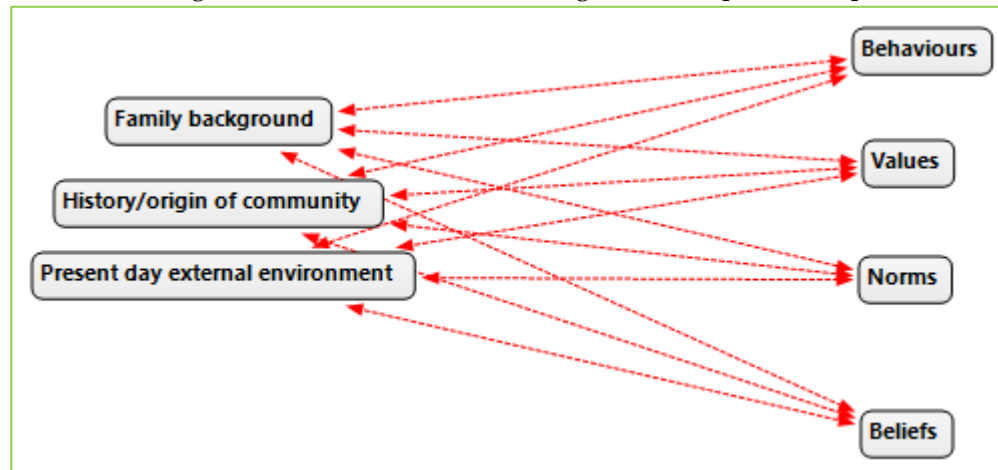 Behaviours
Family background
Values
History/origin of community
Present day external environment
Norms
Beliefs